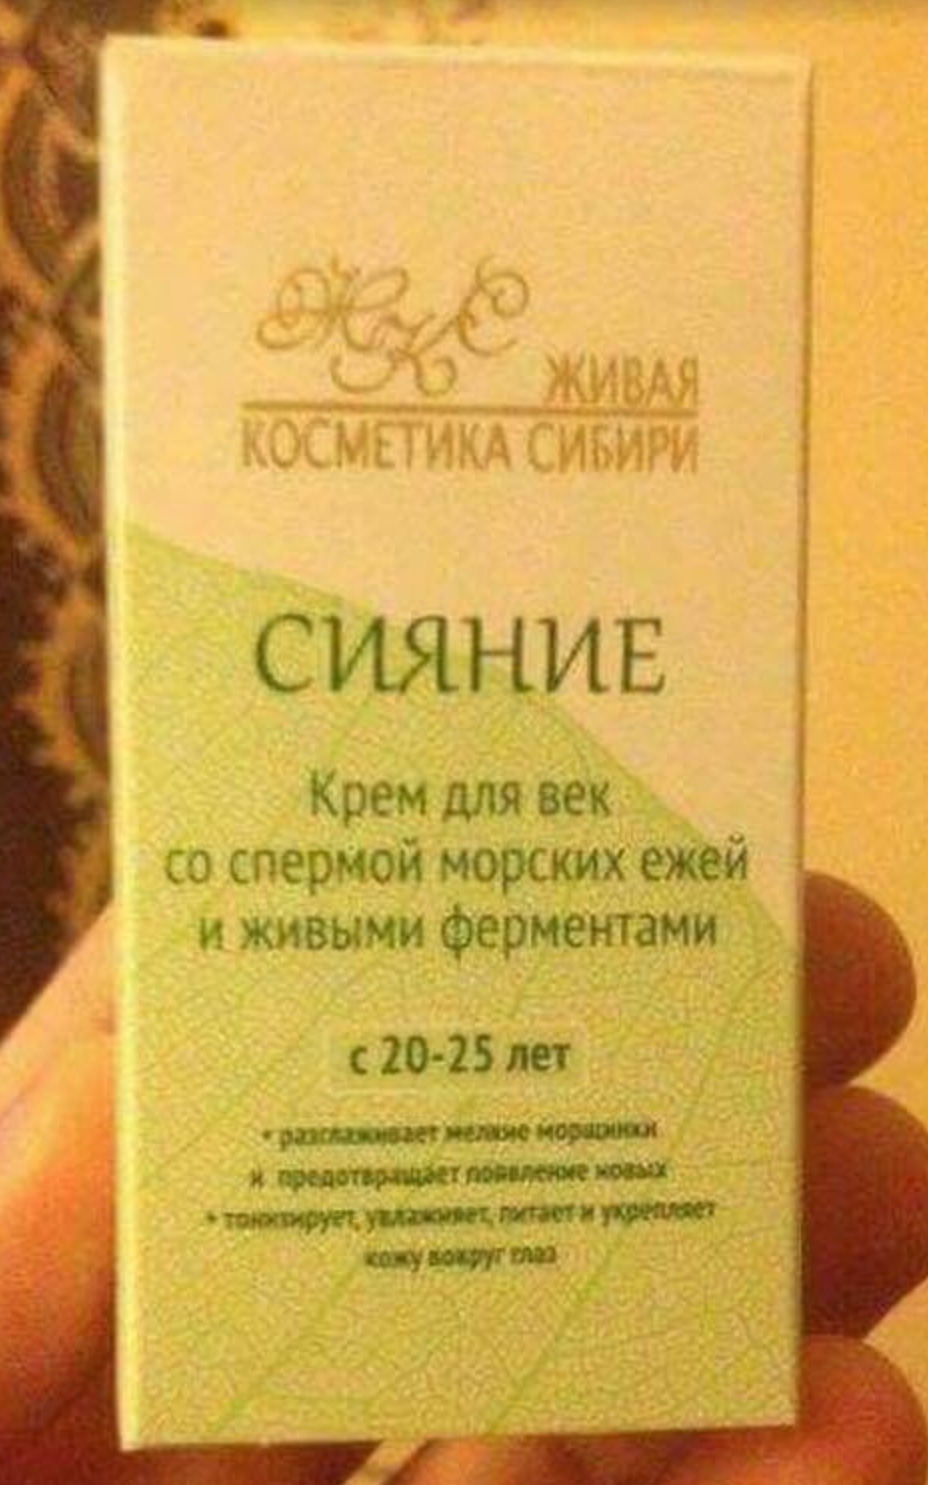 ЖКС
ЖИВАЯ
КОСМЕТИКА СИБИРИ
СИЯНИЕ
Крем для век
со спермой морских ежей
и живыми ферментами
с 20-25 лет
• разглаживает мелкие морщинки
и предотвращает появление новых
• тонизирует, увлажняет, питает и укрепляет
кожу вокруг глаз